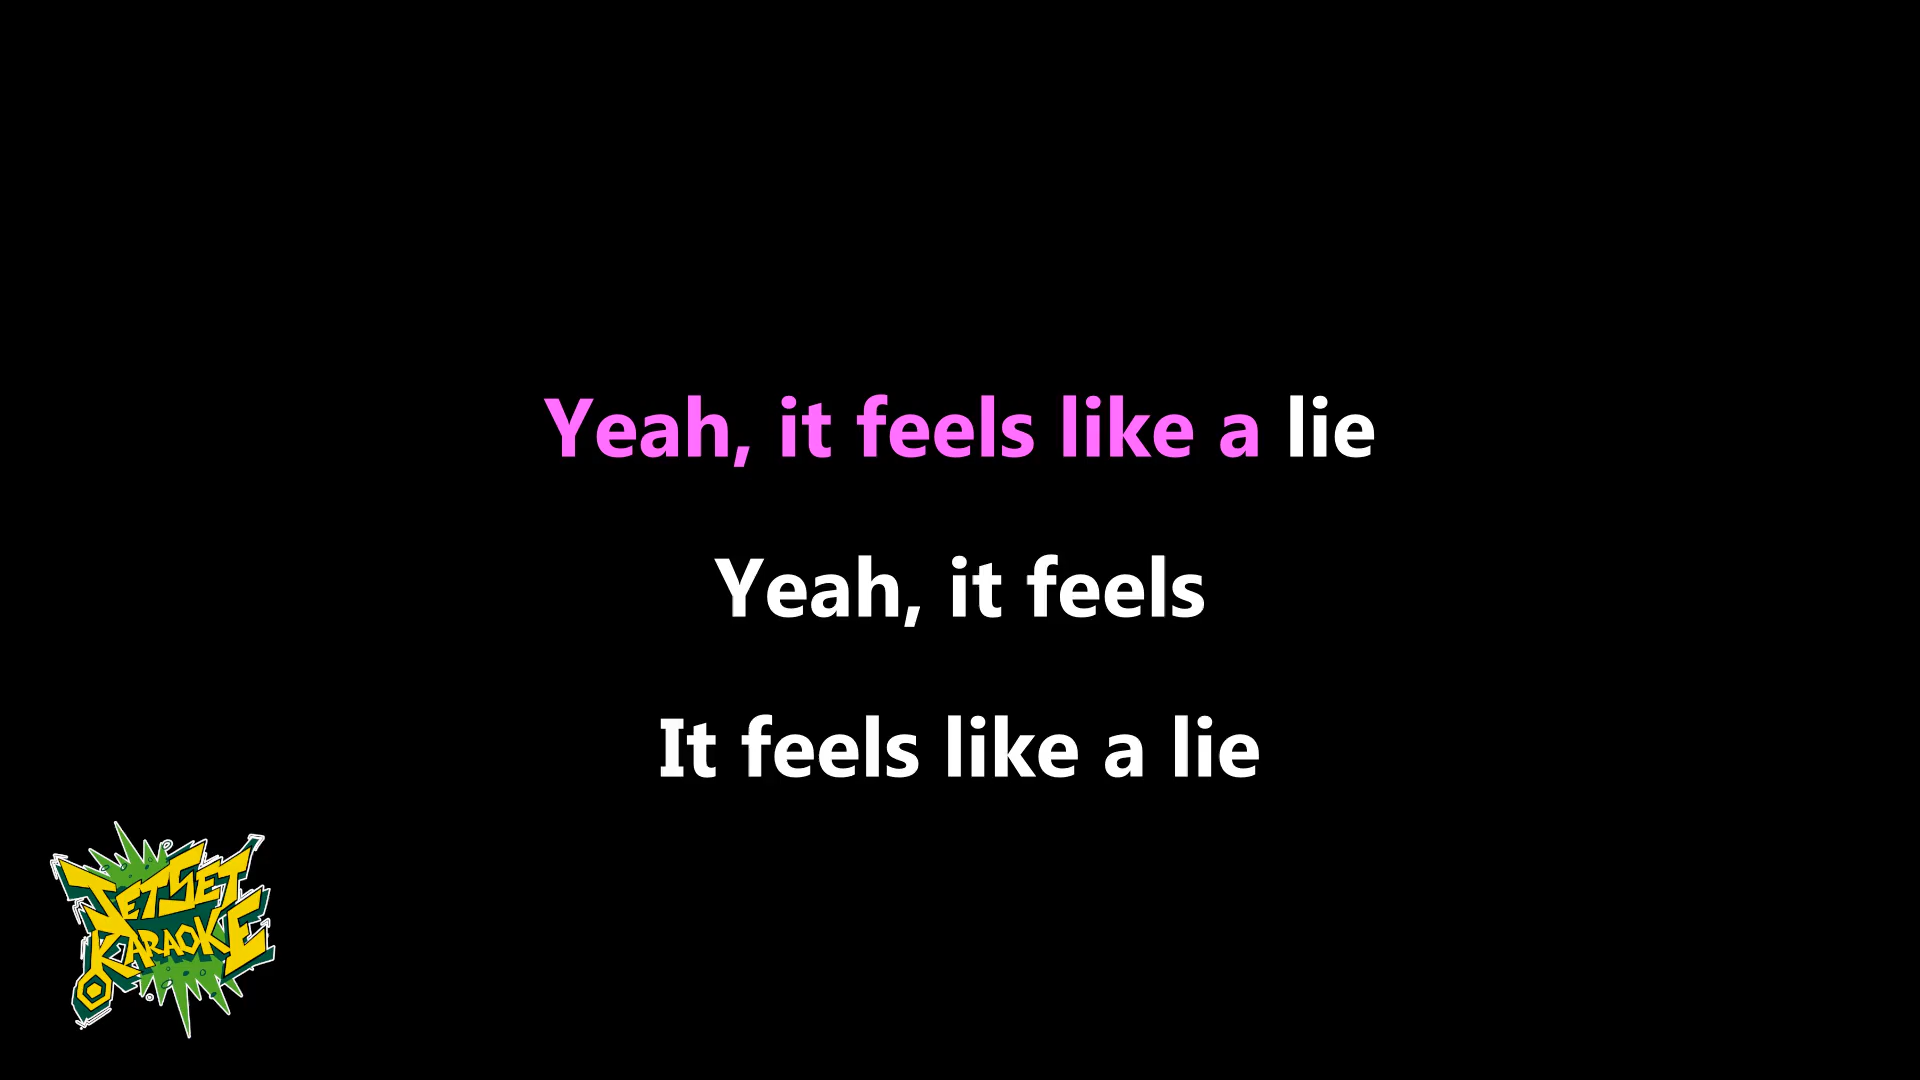 Yeah, it feels like a lie
Yeah, it feels
It feels like a lie
JETSET
KARAOKE